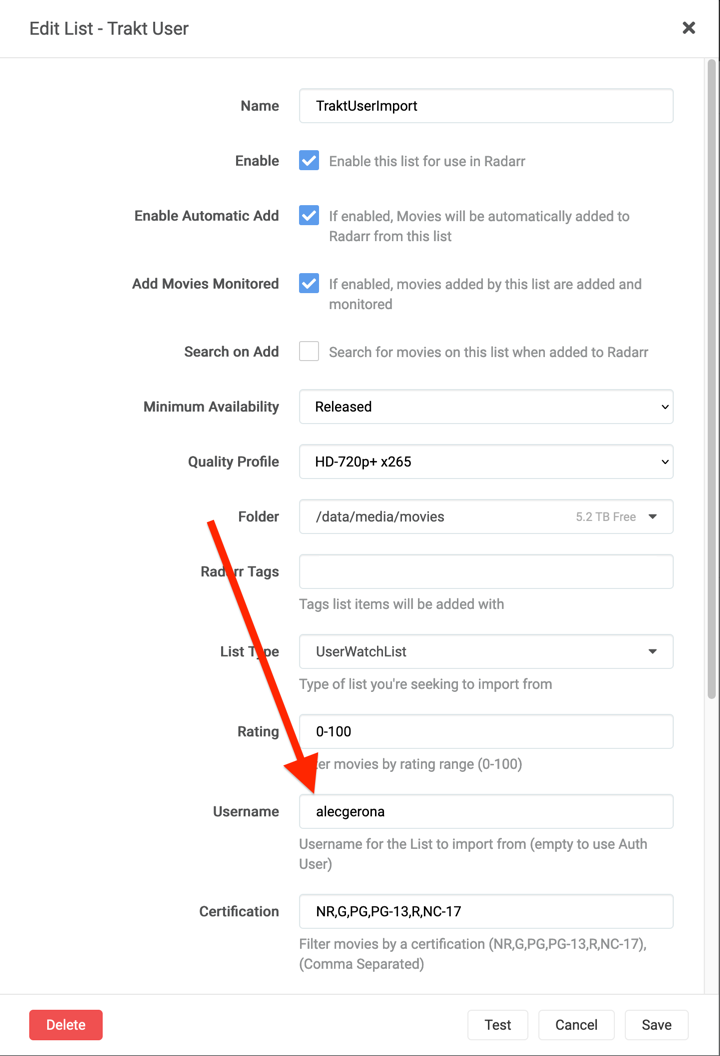 Edit List - Trakt User
Name
TraktUserImport
Enable
Enable this list for use in Radarr
Enable Automatic Add
If enabled, Movies will be automatically added to
Radarr from this list
Add Movies Monitored
If enabled, movies added by this list are added and
monitored
Search on Add
Search for movies on this list when added to Radarr
Minimum Availability
Released
Quality Profile
HD-720p+ x265
Folder
/data/media/movies
5.2 TB Free
Radarr Tags
Tags list items will be added with
List Type
UserWatchList
Type of list you're seeking to import from
Rating
0-100
Filter movies by rating range (0-100)
Username
alecgerona
Username for the List to import from (empty to use Auth
User)
Certification
NR,G,PG,PG-13,R,NC-17
Filter movies by a certification (NR,G,PG,PG-13,R,NC-17),
(Comma Separated)
Delete
Test
Cancel
Save